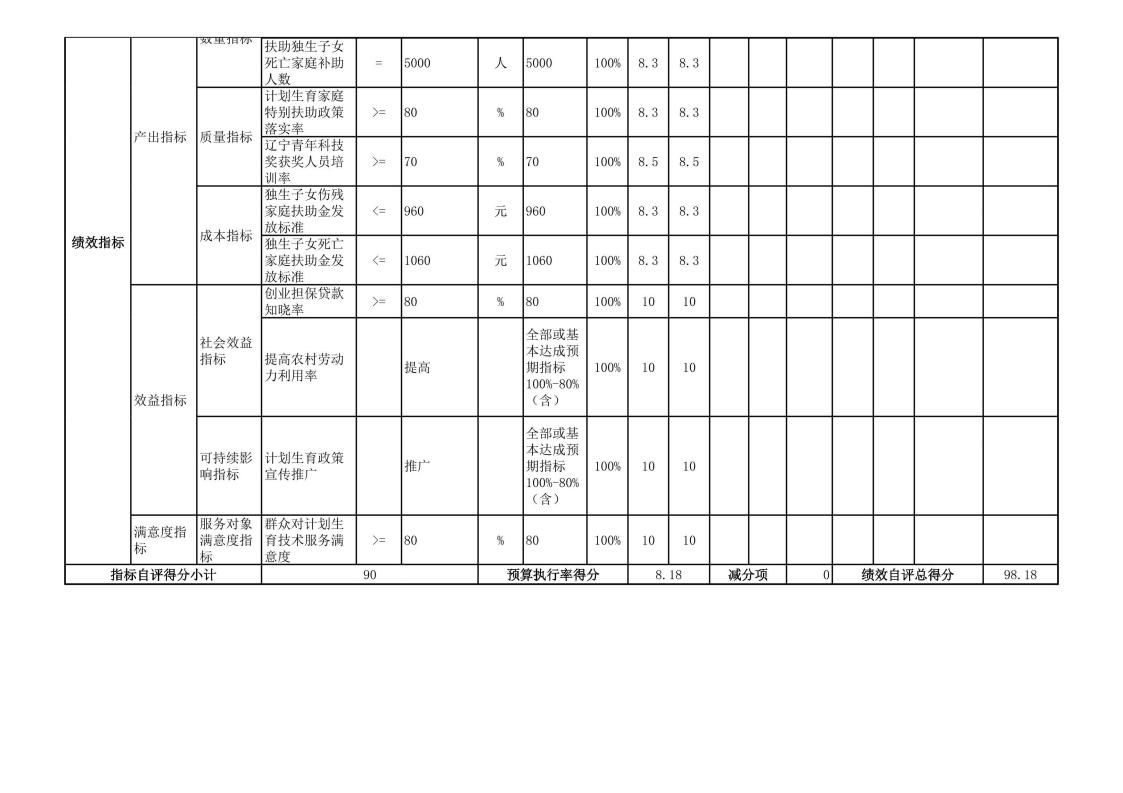 绩效指标
产出指标
数量指标
扶助独生子女
死亡家庭补助
人数
=
5000
人
5000
100%
8.3
8.3
质量指标
计划生育家庭
特别扶助政策
落实率
>=
80
%
80
100%
8.3
8.3
辽宁青年科技
奖获奖人员培
训率
>=
70
%
70
100%
8.5
8.5
成本指标
独生子女伤残
家庭扶助金发
放标准
<=
960
元
960
100%
8.3
8.3
独生子女死亡
家庭扶助金发
放标准
<=
1060
元
1060
100%
8.3
8.3
效益指标
社会效益
指标
创业担保贷款
知晓率
>=
80
%
80
100%
10
10
提高农村劳动
力利用率
提高
全部或基
本达成预
期指标
100%-80%
（含）
100%
10
10
可持续影
响指标
计划生育政策
宣传推广
推广
全部或基
本达成预
期指标
100%-80%
（含）
100%
10
10
满意度指
标
服务对象
满意度指
标
群众对计划生
育技术服务满
意度
>=
80
%
80
100%
10
10
指标自评得分小计
90
预算执行率得分
8.18
减分项
0
绩效自评总得分
98.18